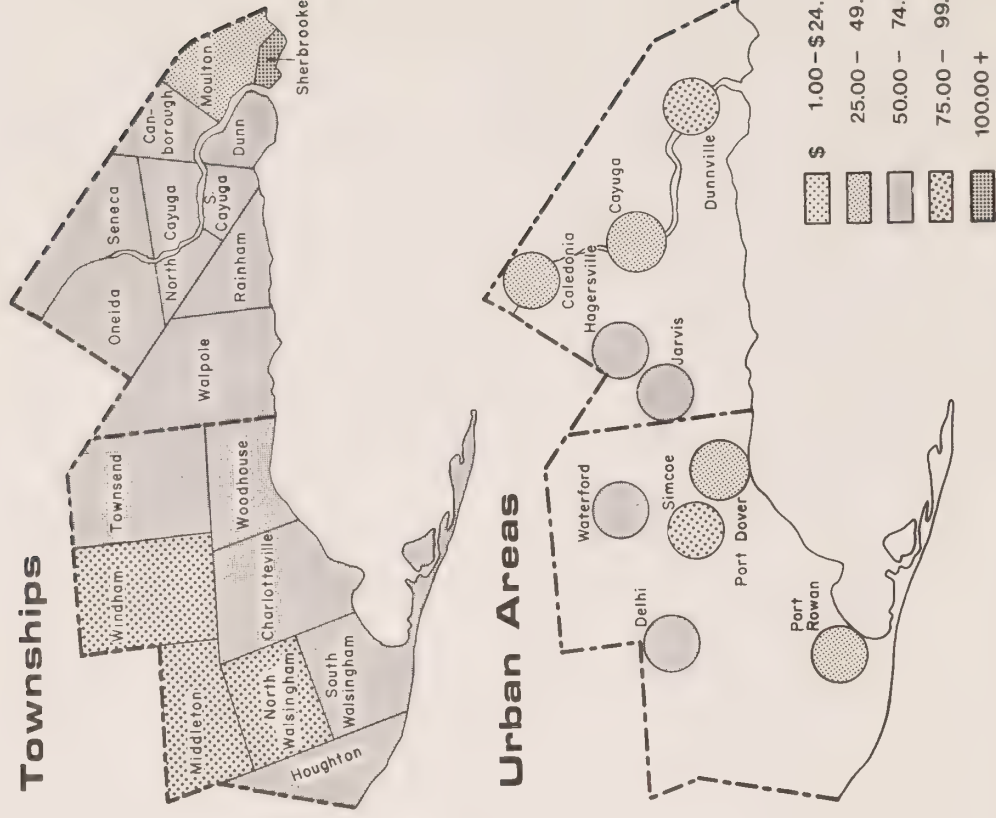 Townships
Windham
Townsend
Middleton
North
Walsingham
South
Walsingham
Houghton
Charlotteville
Woodhouse
Walpole
Oneida
Seneca
North
Cayuga
S.
Cayuga
Rainham
Can-
borough
Dunn
Moulton
Sherbrooke
Urban Areas
Delhi
Waterford
Simcoe
Port Dover
Port
Rowan
Hagersville
Jarvis
Caledonia
Cayuga
Dunnville
$ 1.00 – $ 24.
25.00 – 49.
50.00 – 74.
75.00 – 99.
100.00 +